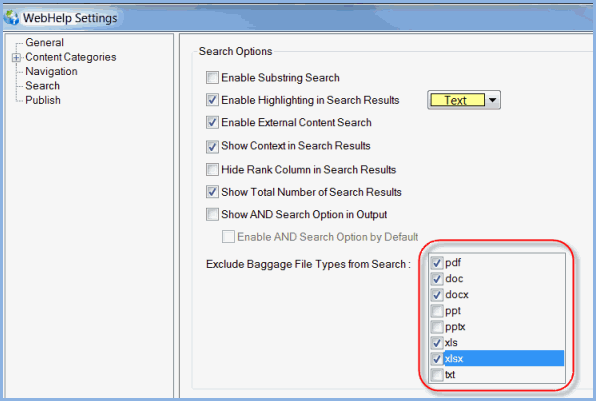 WebHelp Settings
General
Content Categories
Navigation
Search
Publish
Search Options
Enable Substring Search
Enable Highlighting in Search Results
Text
Enable External Content Search
Show Context in Search Results
Hide Rank Column in Search Results
Show Total Number of Search Results
Show AND Search Option in Output
Enable AND Search Option by Default
Exclude Baggage File Types from Search :
pdf
doc
docx
ppt
pptx
xls
xlsx
txt